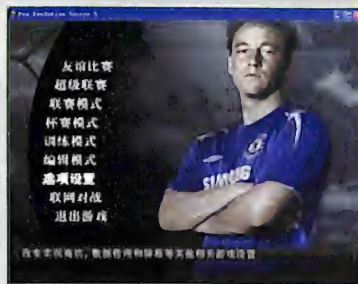 Pro Evolution Soccer 5
友谊比赛
超级联赛
联赛模式
杯赛模式
训练模式
编辑模式
选项设置
联网对战
退出游戏
SAMSUNG